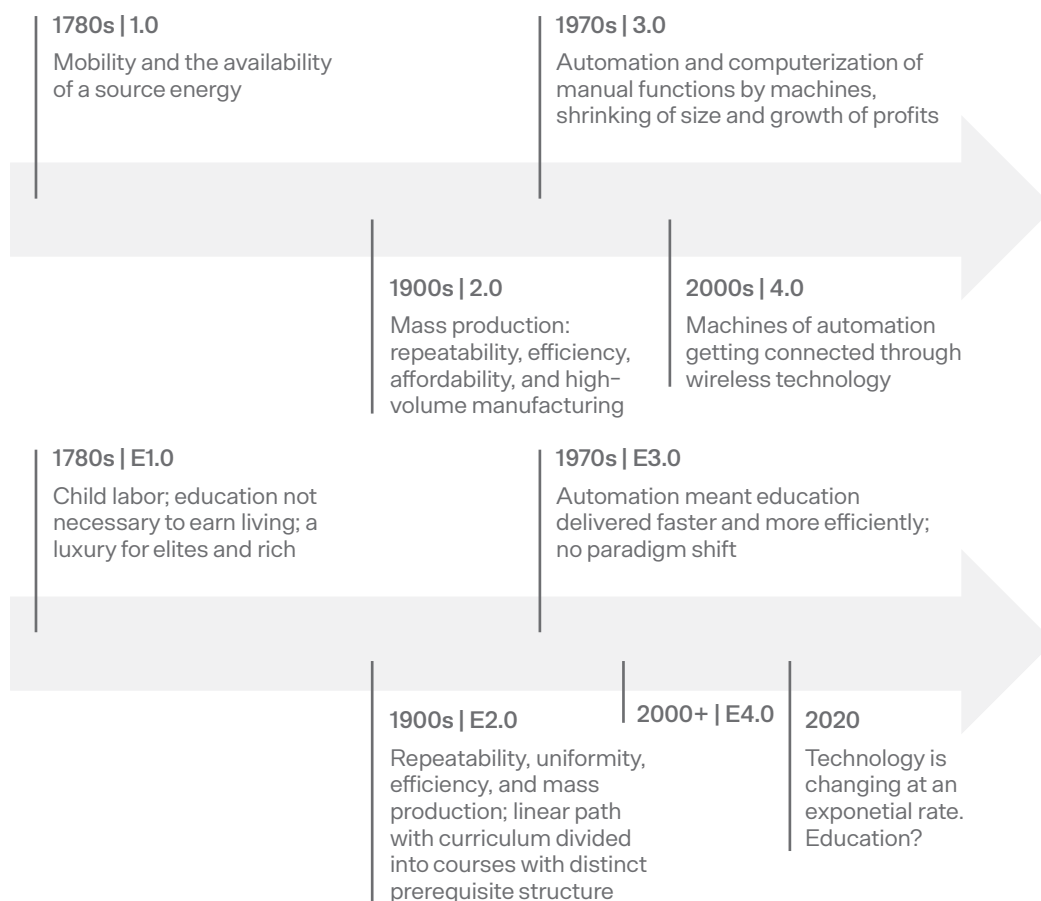 1780s | 1.0
Mobility and the availability
of a source energy
1970s | 3.0
Automation and computerization of
manual functions by machines,
shrinking of size and growth of profits
1900s | 2.0
Mass production:
repeatability, efficiency,
affordability, and high-
volume manufacturing
2000s | 4.0
Machines of automation
getting connected through
wireless technology
1780s | E1.0
Child labor; education not
necessary to earn living; a
luxury for elites and rich
1970s | E3.0
Automation meant education
delivered faster and more efficiently;
no paradigm shift
1900s | E2.0
Repeatability, uniformity,
efficiency, and mass
production; linear path
with curriculum divided
into courses with distinct
prerequisite structure
2000+ | E4.0
2020
Technology is
changing at an
exponetial rate.
Education?